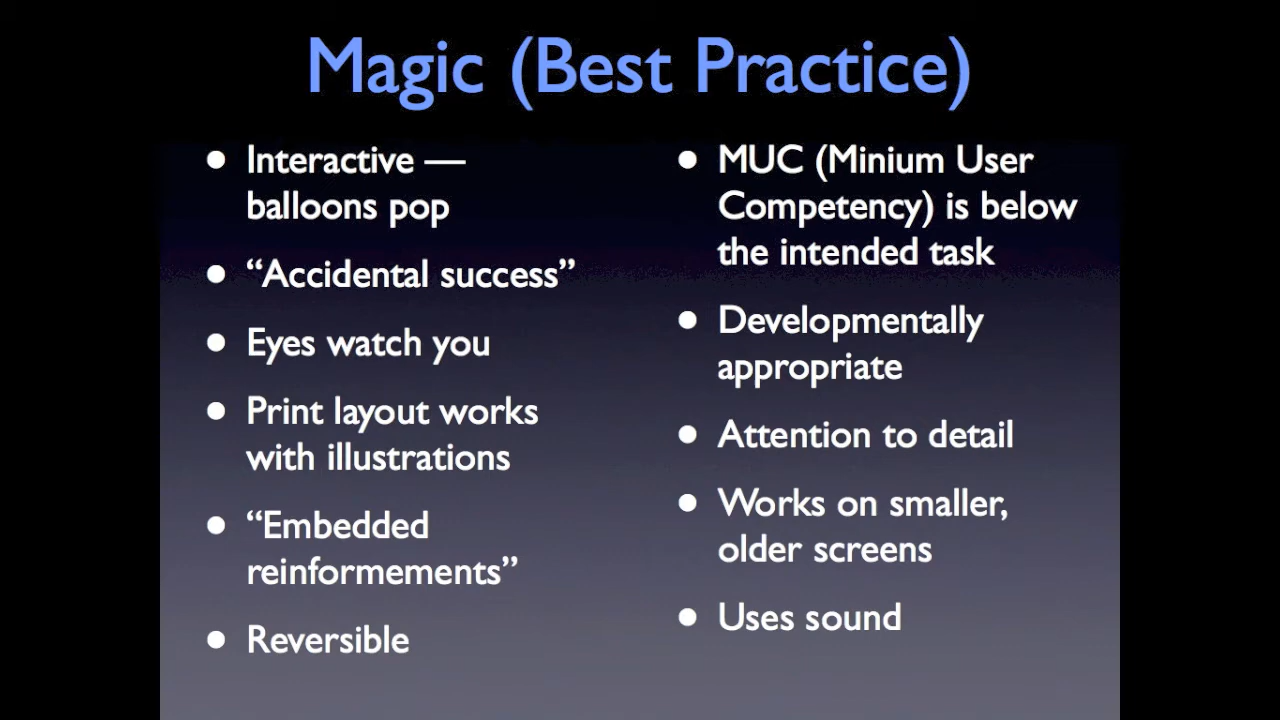 Magic (Best Practice)
• Interactive —
balloons pop
• “Accidental success”
• Eyes watch you
• Print layout works
with illustrations
• “Embedded
reinformements”
• Reversible
• MUC (Minium User
Competency) is below
the intended task
• Developmentally
appropriate
• Attention to detail
• Works on smaller,
older screens
• Uses sound